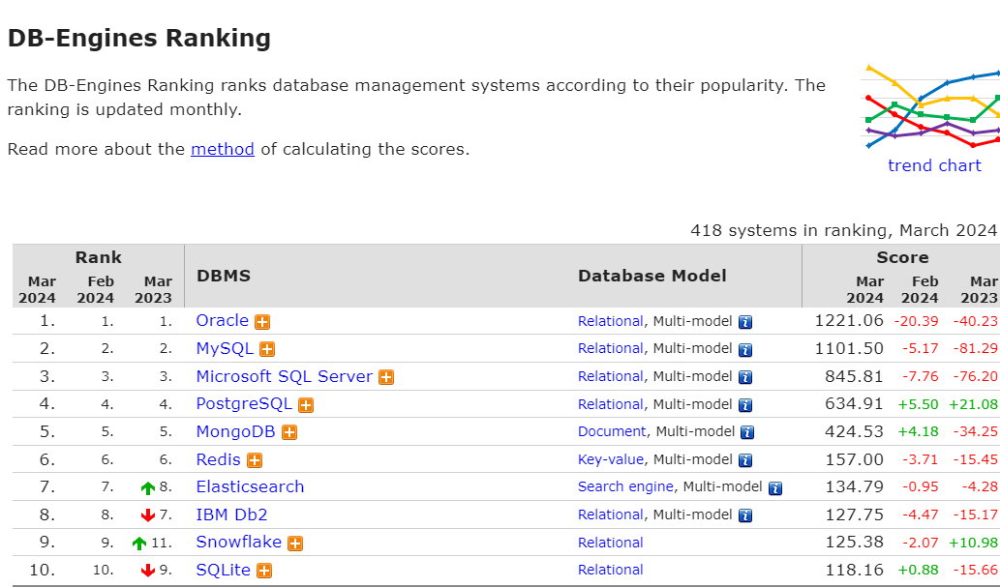 DB-Engines Ranking
The DB-Engines Ranking ranks database management systems according to their popularity. The
ranking is updated monthly.
Read more about the method of calculating the scores.
trend chart
418 systems in ranking, March 2024
Rank DBMS Database Model Score
Mar Feb Mar Mar Feb Mar
2024 2024 2023 2024 2024 2023
1. 1. 1. Oracle Relational, Multi-model 1221.06 -20.39 -40.23
2. 2. 2. MySQL Relational, Multi-model 1101.50 -5.17 -81.29
3. 3. 3. Microsoft SQL Server Relational, Multi-model 845.81 -7.76 -76.20
4. 4. 4. PostgreSQL Relational, Multi-model 634.91 +5.50 +21.08
5. 5. 5. MongoDB Document, Multi-model 424.53 +4.18 -34.25
6. 6. 6. Redis Key-value, Multi-model 157.00 -3.71 -15.45
7. 7. 8. Elasticsearch Search engine, Multi-model 134.79 -0.95 -4.28
8. 8. 7. IBM Db2 Relational, Multi-model 127.75 -4.47 -15.17
9. 9. 11. Snowflake Relational 125.38 -2.07 +10.98
10. 10. 9. SQLite Relational 118.16 +0.88 -15.66